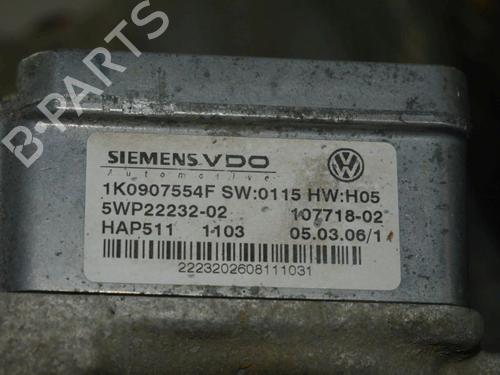 B-PARTS
SIEMENS VDO
Automotive
1K0907554F SW:0115 HW:H05
5WP22232-02 107718-02
HAP511 1103 05.03.06/1
2223202608111031